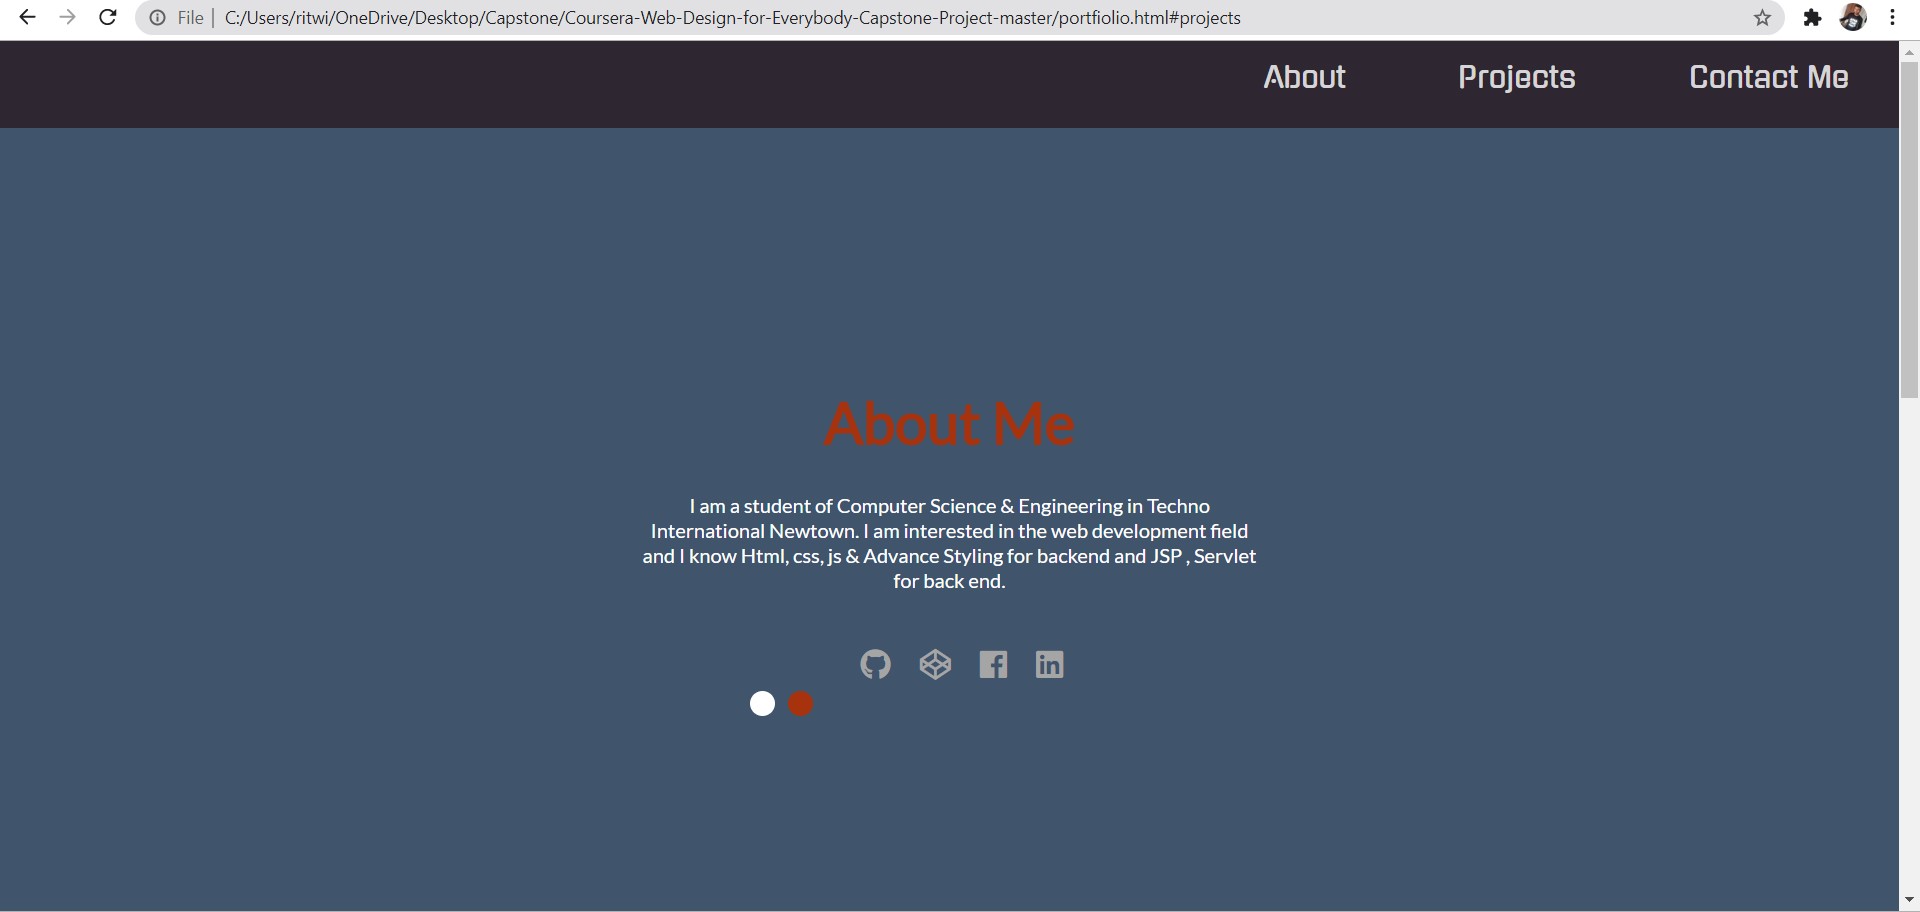 File | C:/Users/ritwi/OneDrive/Desktop/Capstone/Coursera-Web-Design-for-Everybody-Capstone-Project-master/portfiolio.html#projects
About Projects Contact Me
About Me
I am a student of Computer Science & Engineering in Techno
International Newtown. I am interested in the web development field
and I know Html, css, js & Advance Styling for backend and JSP , Servlet
for back end.